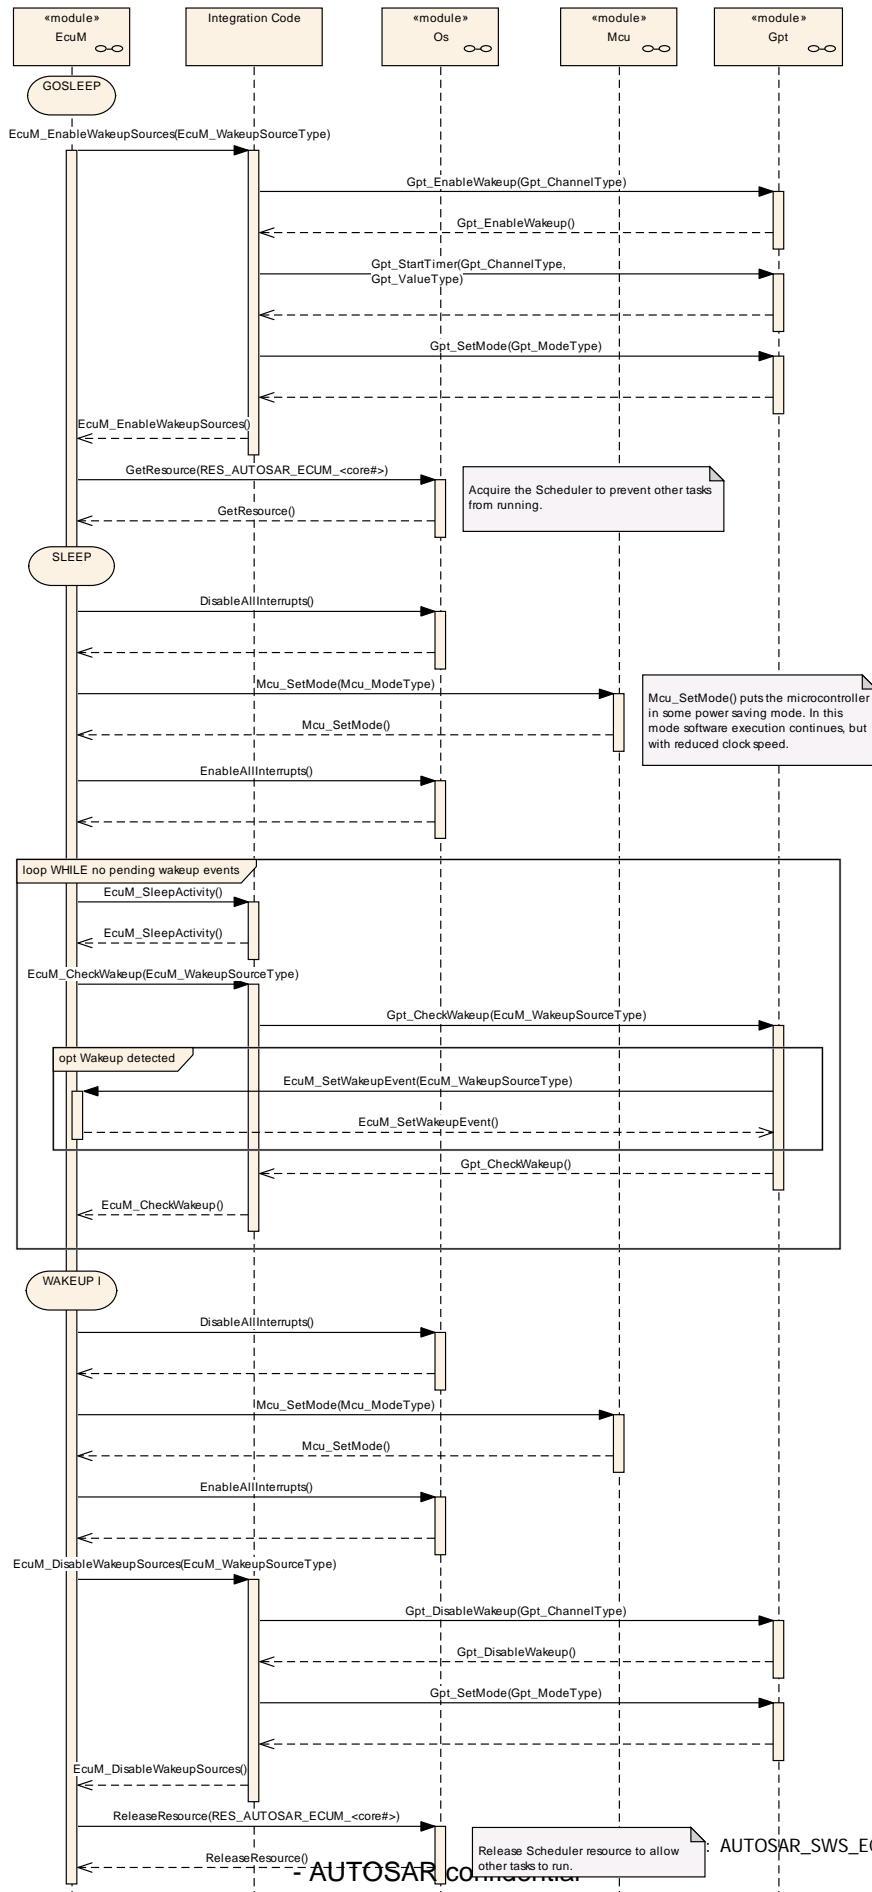 «module»
EcuM
Integration Code
«module»
Os
«module»
Mcu
«module»
Gpt
GOSLEEP
EcuM_EnableWakeupSources(EcuM_WakeupSourceType)
Gpt_EnableWakeup(Gpt_ChannelType)
Gpt_EnableWakeup()
Gpt_StartTimer(Gpt_ChannelType,
Gpt_ValueType)
Gpt_SetMode(Gpt_ModeType)
EcuM_EnableWakeupSources()
GetResource(RES_AUTOSAR_ECUM_<core#>)
Acquire the Scheduler to prevent other tasks
from running.
GetResource()
SLEEP
DisableAllInterrupts()
Mcu_SetMode(Mcu_ModeType)
Mcu_SetMode() puts the microcontroller
in some power saving mode. In this
mode software execution continues, but
with reduced clock speed.
Mcu_SetMode()
EnableAllInterrupts()
loop WHILE no pending wakeup events
EcuM_SleepActivity()
EcuM_SleepActivity()
EcuM_CheckWakeup(EcuM_WakeupSourceType)
Gpt_CheckWakeup(EcuM_WakeupSourceType)
opt Wakeup detected
EcuM_SetWakeupEvent(EcuM_WakeupSourceType)
EcuM_SetWakeupEvent()
Gpt_CheckWakeup()
EcuM_CheckWakeup()
WAKEUP I
DisableAllInterrupts()
Mcu_SetMode(Mcu_ModeType)
Mcu_SetMode()
EnableAllInterrupts()
EcuM_DisableWakeupSources(EcuM_WakeupSourceType)
Gpt_DisableWakeup(Gpt_ChannelType)
Gpt_DisableWakeup()
Gpt_SetMode(Gpt_ModeType)
EcuM_DisableWakeupSources()
ReleaseResource(RES_AUTOSAR_ECUM_<core#>)
Release Scheduler resource to allow
other tasks to run.
: AUTOSAR_SWS_EC
ReleaseResource()
- AUTOSAR confidential